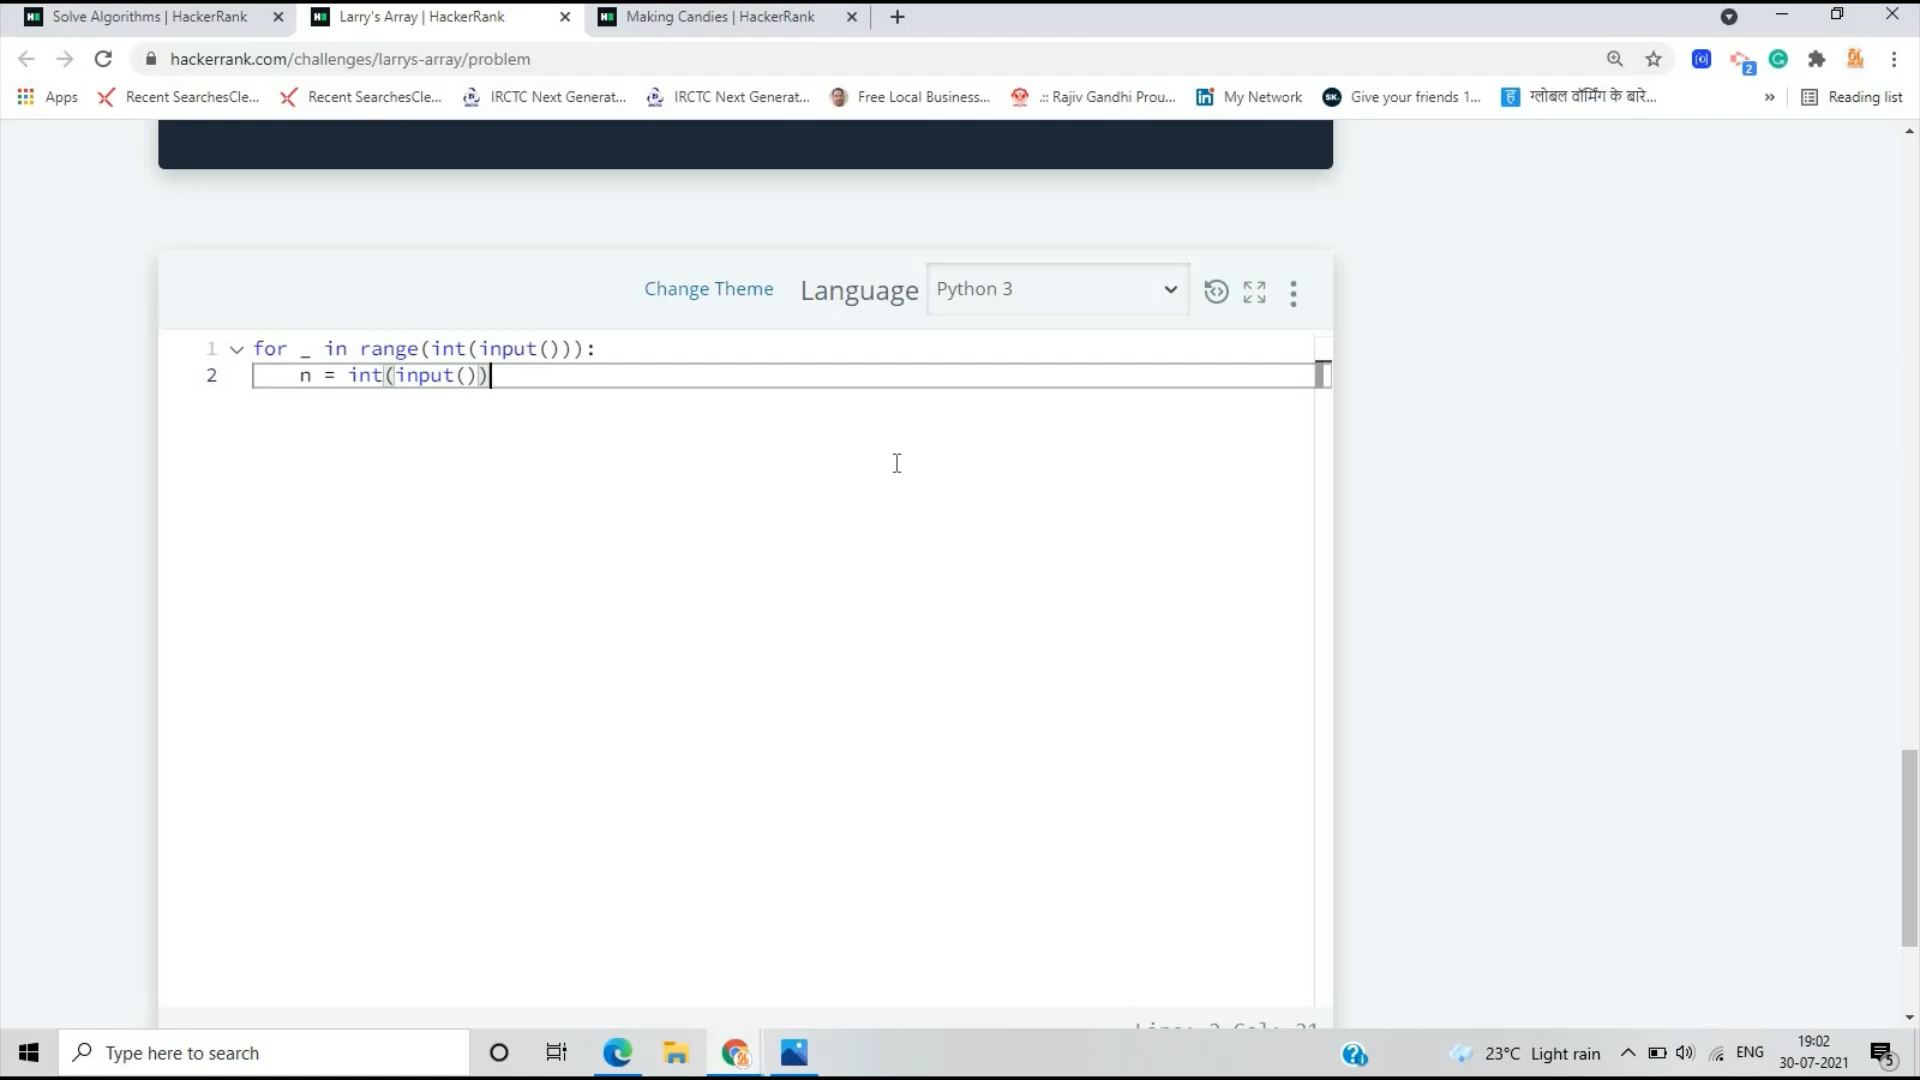 Solve Algorithms | HackerRank
Larry's Array | HackerRank
Making Candies | HackerRank
hackerrank.com/challenges/larrys-array/problem
2
Apps
Recent SearchesCle...
Recent SearchesCle...
IRCTC Next Generat...
IRCTC Next Generat...
Free Local Business...
.:: Rajiv Gandhi Prou...
My Network
Give your friends 1...
ग्लोबल वॉर्मिंग के बारे...
»
Reading list
Change Theme
Language
Python 3
1 for _ in range(int(input())):
2 n = int(input())
Type here to search
23°C Light rain
ENG
19:02
30-07-2021
5